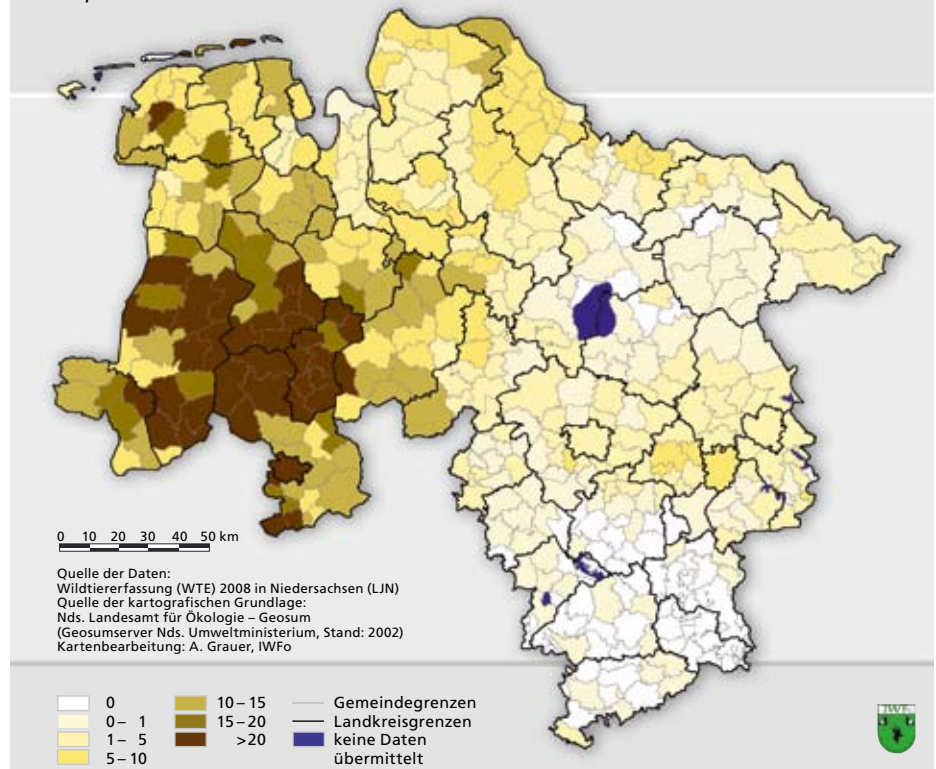 0 10 20 30 40 50 km
Quelle der Daten:
Wildtiererfassung (WTE) 2008 in Niedersachsen (LJN)
Quelle der kartografischen Grundlage:
Nds. Landesamt für Ökologie – Geosum
(Geosumserver Nds. Umweltministerium, Stand: 2002)
Kartenbearbeitung: A. Grauer, IWFo
0
0 – 1
1 – 5
5 – 10
10 – 15
15 – 20
>20
Gemeindegrenzen
Landkreisgrenzen
keine Daten
übermittelt
IWFo